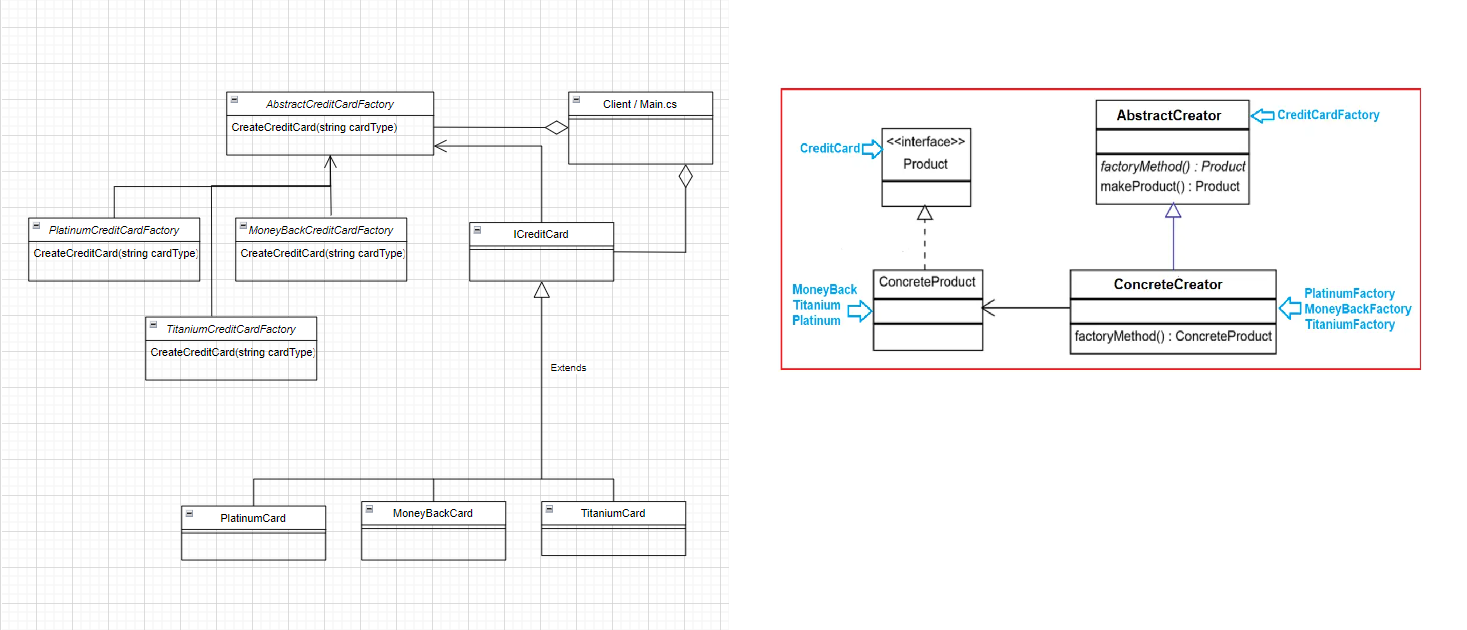 AbstractCreditCardFactory
CreateCreditCard(string cardType)
Client / Main.cs
PlatinumCreditCardFactory
CreateCreditCard(string cardType)
MoneyBackCreditCardFactory
CreateCreditCard(string cardType)
ICreditCard
TitaniumCreditCardFactory
CreateCreditCard(string cardType)
Extends
PlatinumCard
MoneyBackCard
TitaniumCard
CreditCard
<<interface>>
Product
AbstractCreator
factoryMethod() : Product
makeProduct() : Product
CreditCardFactory
MoneyBack
Titanium
Platinum
ConcreteProduct
ConcreteCreator
factoryMethod() : ConcreteProduct
PlatinumFactory
MoneyBackFactory
TitaniumFactory